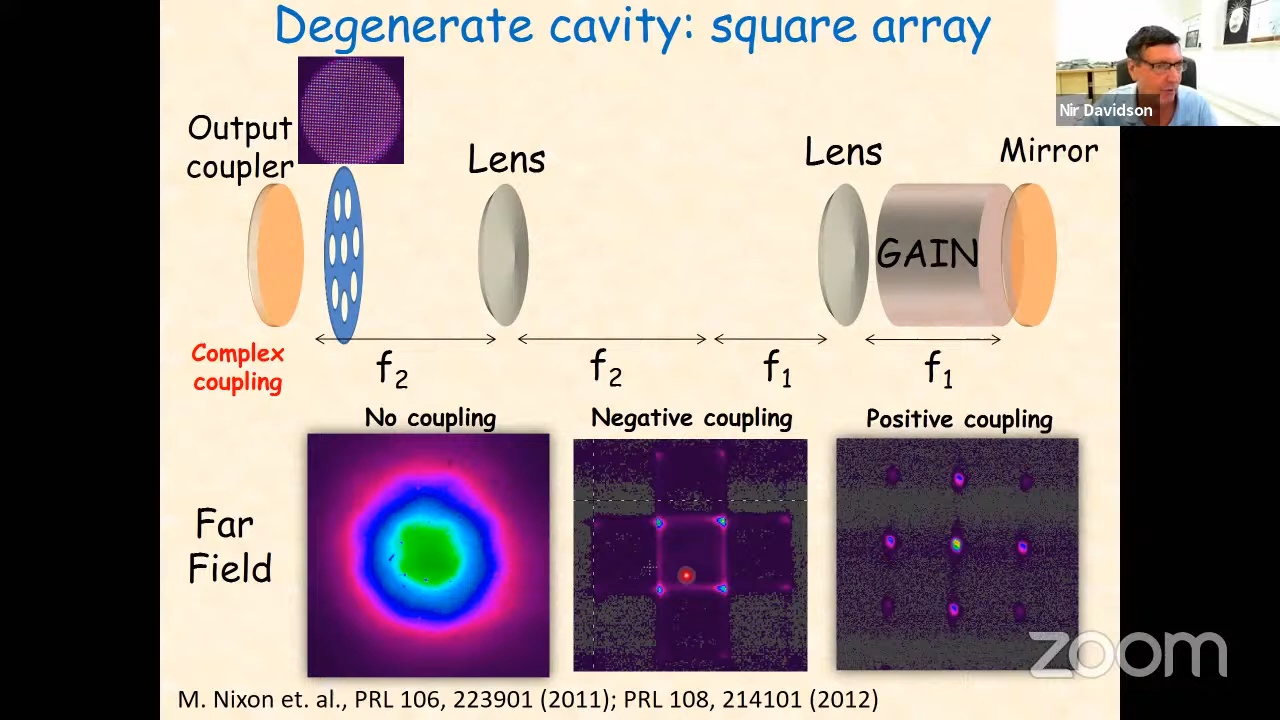 Degenerate cavity: square array
Nir Davidson
Output
coupler
Lens
Lens
Mirror
GAIN
f2
f2
f1
f1
Complex
coupling
No coupling
Negative coupling
Positive coupling
Far
Field
zoom
M. Nixon et. al., PRL 106, 223901 (2011); PRL 108, 214101 (2012)